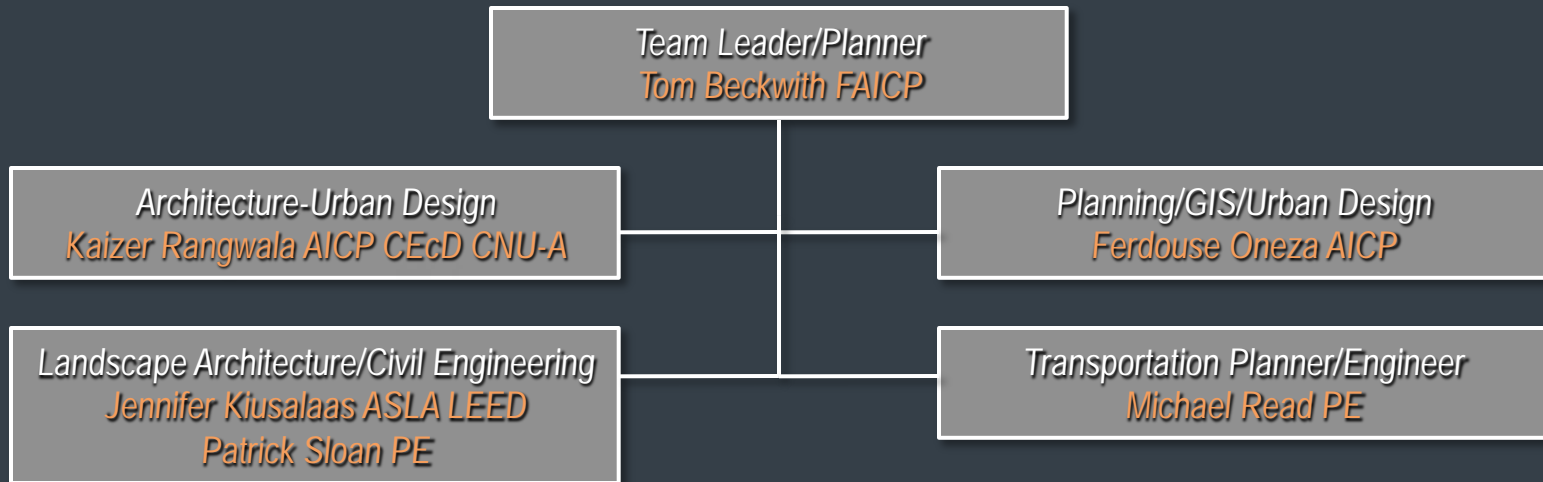 Team Leader/Planner
Tom Beckwith FAICP
Architecture-Urban Design
Kaizer Rangwala AICP CEcD CNU-A
Planning/GIS/Urban Design
Ferdouse Oneza AICP
Landscape Architecture/Civil Engineering
Jennifer Kiusalaas ASLA LEED
Patrick Sloan PE
Transportation Planner/Engineer
Michael Read PE